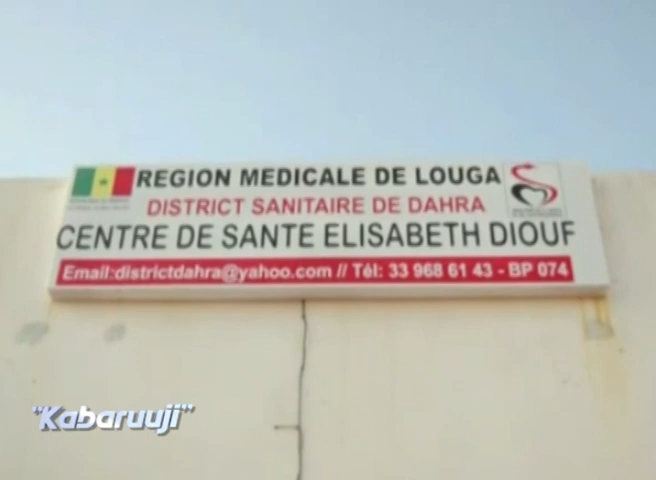 REGION MEDICALE DE LOUGA
DISTRICT SANITAIRE DE DAHRA
CENTRE DE SANTE ELISABETH DIOUF
Email:districtdahra@yahoo.com // Tél: 33 968 61 43 - BP 074
"Kabaruuji"